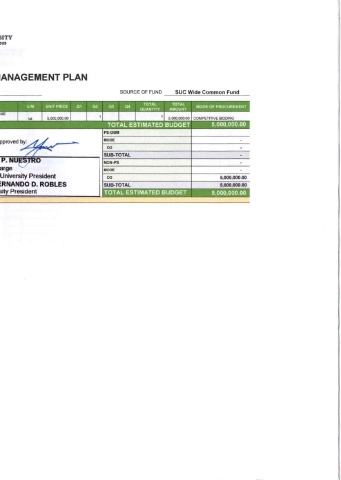 SITY
MANAGEMENT PLAN
SOURCE OF FUND SUC Wide Common Fund
U/M UNIT PRICE Q1 Q2 Q3 Q4 TOTAL QUANTITY TOTAL AMOUNT MODE OF PROCUREMENT
lot 5,000,000.00 1 1 5,000,000.00 COMPETITIVE BIDDING
TOTAL ESTIMATED BUDGET 5,000,000.00
PS-DBM
pproved by: MOOE -
CO -
SUB-TOTAL -
P. NUESTRO NON-PS -
arge MOOE -
University President CO 5,000,000.00
ERNANDO D. ROBLES SUB-TOTAL 5,000,000.00
sity President TOTAL ESTIMATED BUDGET 5,000,000.00